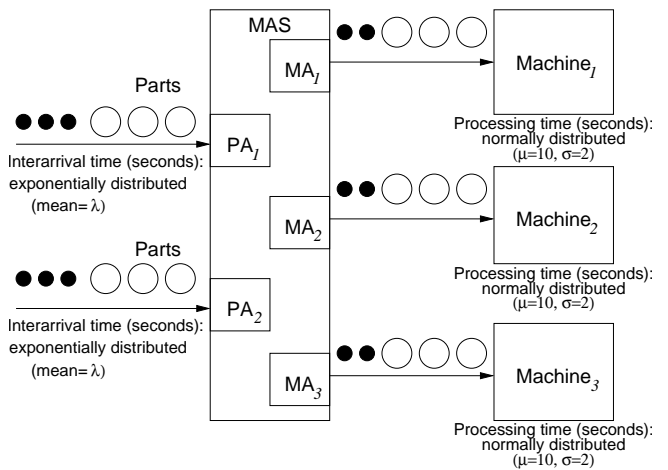 MAS
MA1
Machine1
Parts
Processing time (seconds):
normally distributed
(μ=10, σ=2)
PA1
Interarrival time (seconds):
exponentially distributed
(mean= λ)
MA2
Machine2
Parts
Processing time (seconds):
normally distributed
(μ=10, σ=2)
PA2
Interarrival time (seconds):
exponentially distributed
(mean= λ)
MA3
Machine3
Processing time (seconds):
normally distributed
(μ=10, σ=2)